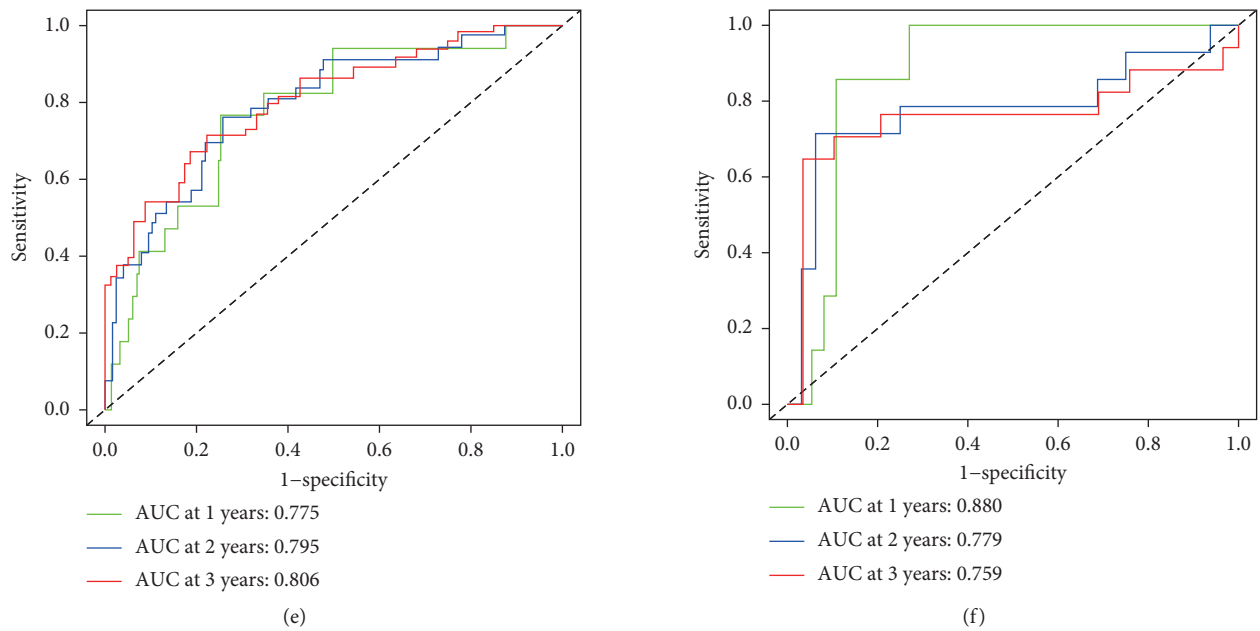 1.0
0.8
0.6
0.4
0.2
0.0
Sensitivity
0.0 0.2 0.4 0.6 0.8 1.0
1−specificity
AUC at 1 years: 0.775
AUC at 2 years: 0.795
AUC at 3 years: 0.806
(e)
1.0
0.8
0.6
0.4
0.2
0.0
Sensitivity
0.0 0.2 0.4 0.6 0.8 1.0
1−specificity
AUC at 1 years: 0.880
AUC at 2 years: 0.779
AUC at 3 years: 0.759
(f)